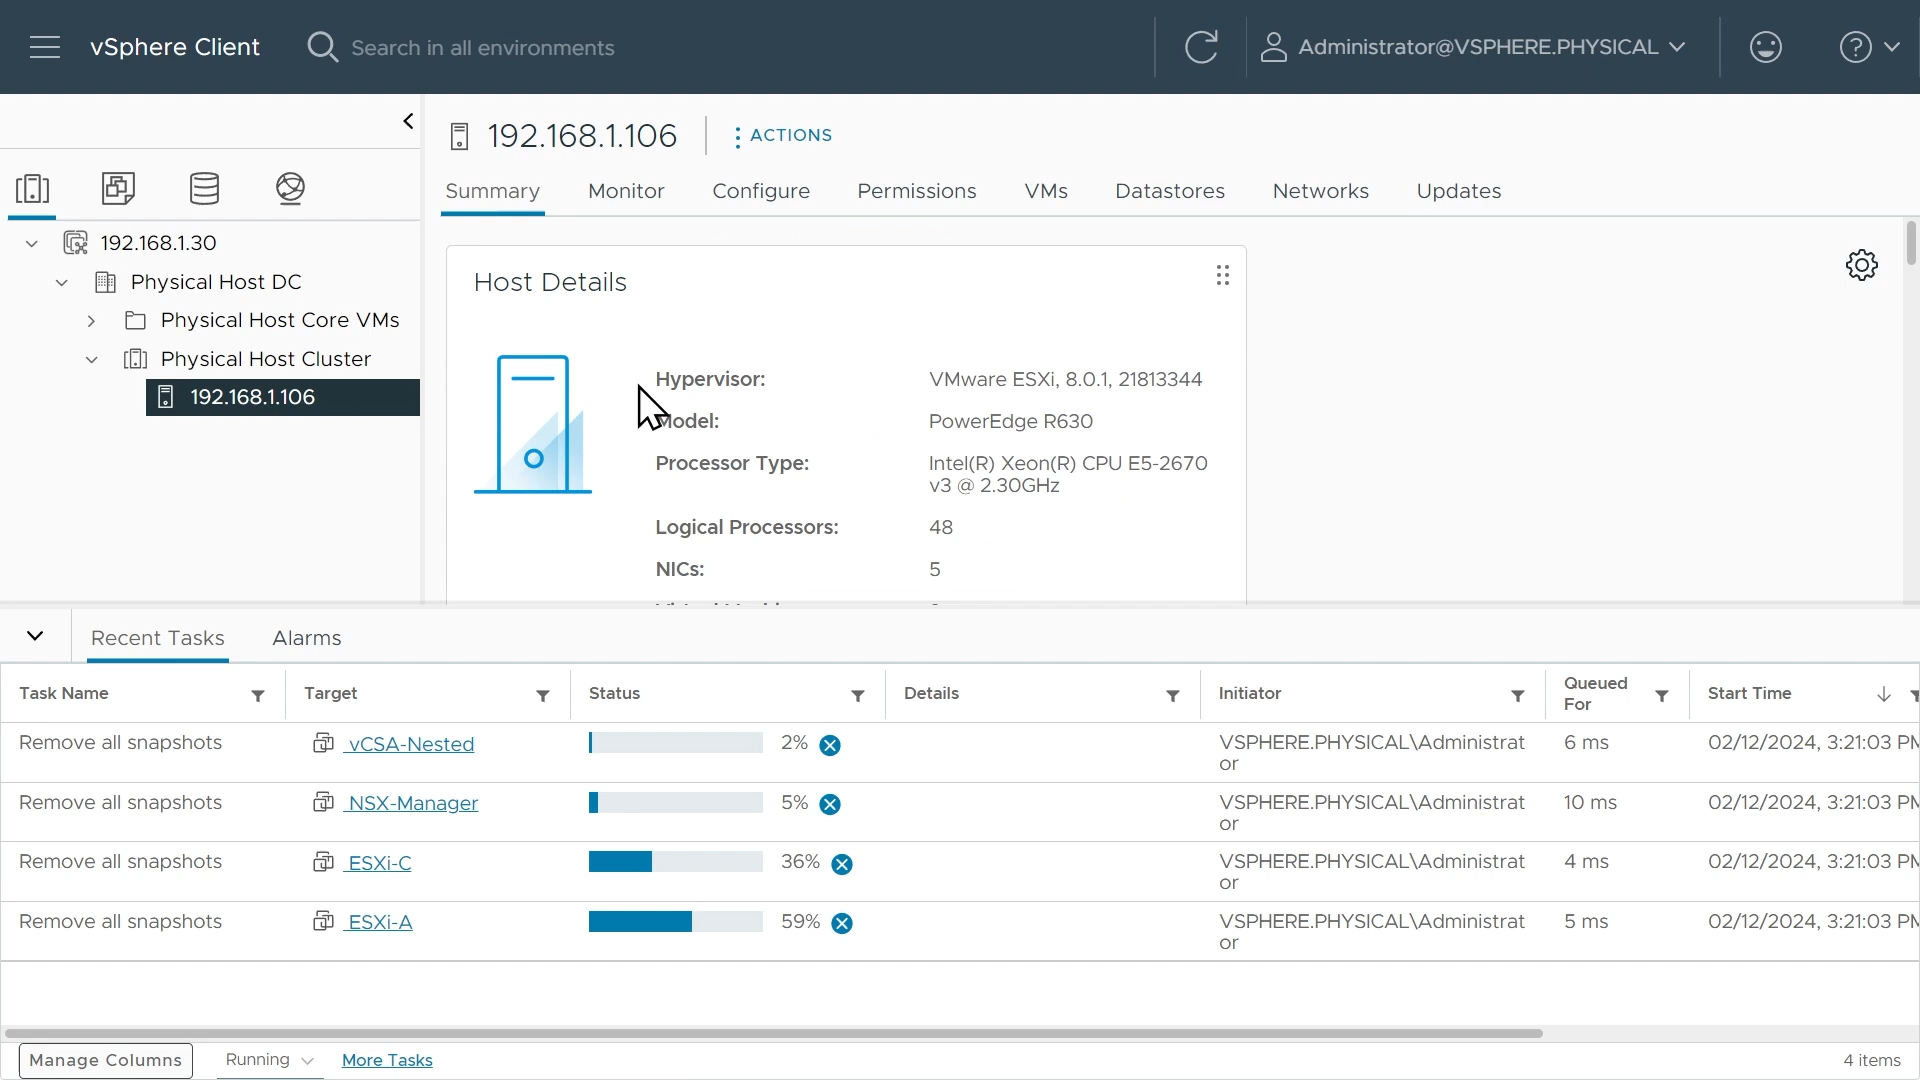 vSphere Client
Search in all environments
Administrator@VSPHERE.PHYSICAL
192.168.1.106
ACTIONS
Summary
Monitor
Configure
Permissions
VMs
Datastores
Networks
Updates
192.168.1.30
Physical Host DC
Physical Host Core VMs
Physical Host Cluster
192.168.1.106
Host Details
Hypervisor:
VMware ESXi, 8.0.1, 21813344
Model:
PowerEdge R630
Processor Type:
Intel(R) Xeon(R) CPU E5-2670
v3 @ 2.30GHz
Logical Processors:
48
NICs:
5
Recent Tasks
Alarms
Task Name
Target
Status
Details
Initiator
Queued
For
Start Time
Remove all snapshots
vCSA-Nested
2%
VSPHERE.PHYSICAL\Administrat
or
6 ms
02/12/2024, 3:21:03 PM
Remove all snapshots
NSX-Manager
5%
VSPHERE.PHYSICAL\Administrat
or
10 ms
02/12/2024, 3:21:03 PM
Remove all snapshots
ESXi-C
36%
VSPHERE.PHYSICAL\Administrat
or
4 ms
02/12/2024, 3:21:03 PM
Remove all snapshots
ESXi-A
59%
VSPHERE.PHYSICAL\Administrat
or
5 ms
02/12/2024, 3:21:03 PM
Manage Columns
Running
More Tasks
4 items